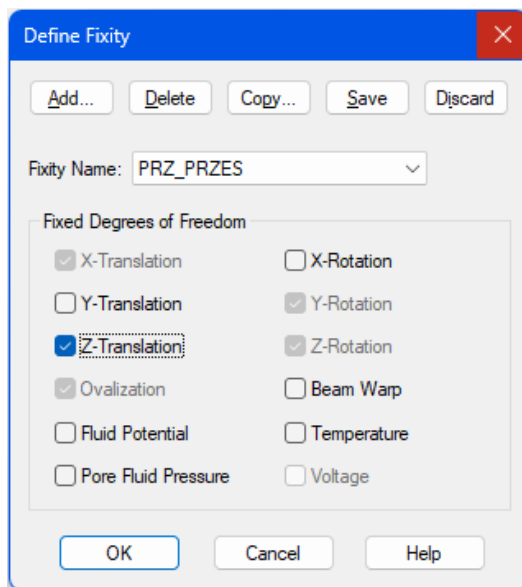 Define Fixity
Add... Delete Copy... Save Discard
Fixity Name: PRZ_PRZES
Fixed Degrees of Freedom
X-Translation X-Rotation
Y-Translation Y-Rotation
Z-Translation Z-Rotation
Ovalization Beam Warp
Fluid Potential Temperature
Pore Fluid Pressure Voltage
OK Cancel Help